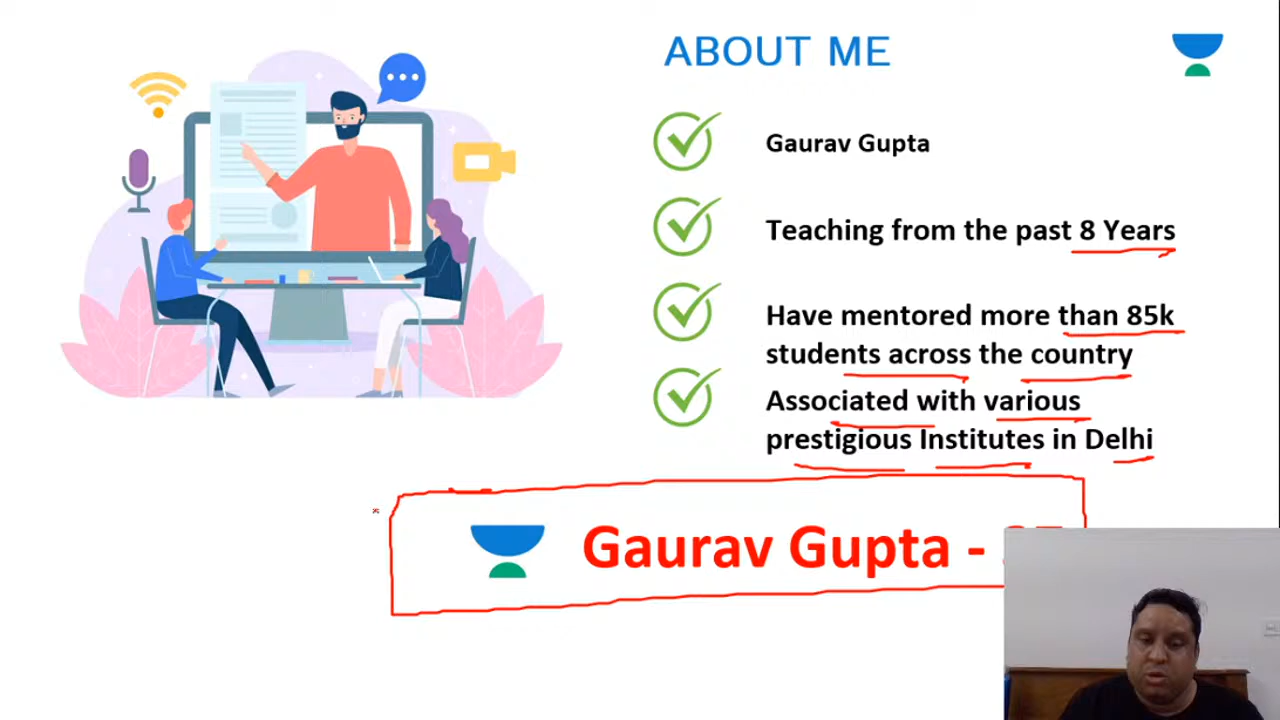 ABOUT ME
Gaurav Gupta
Teaching from the past 8 Years
Have mentored more than 85k
students across the country
Associated with various
prestigious Institutes in Delhi
Gaurav Gupta -